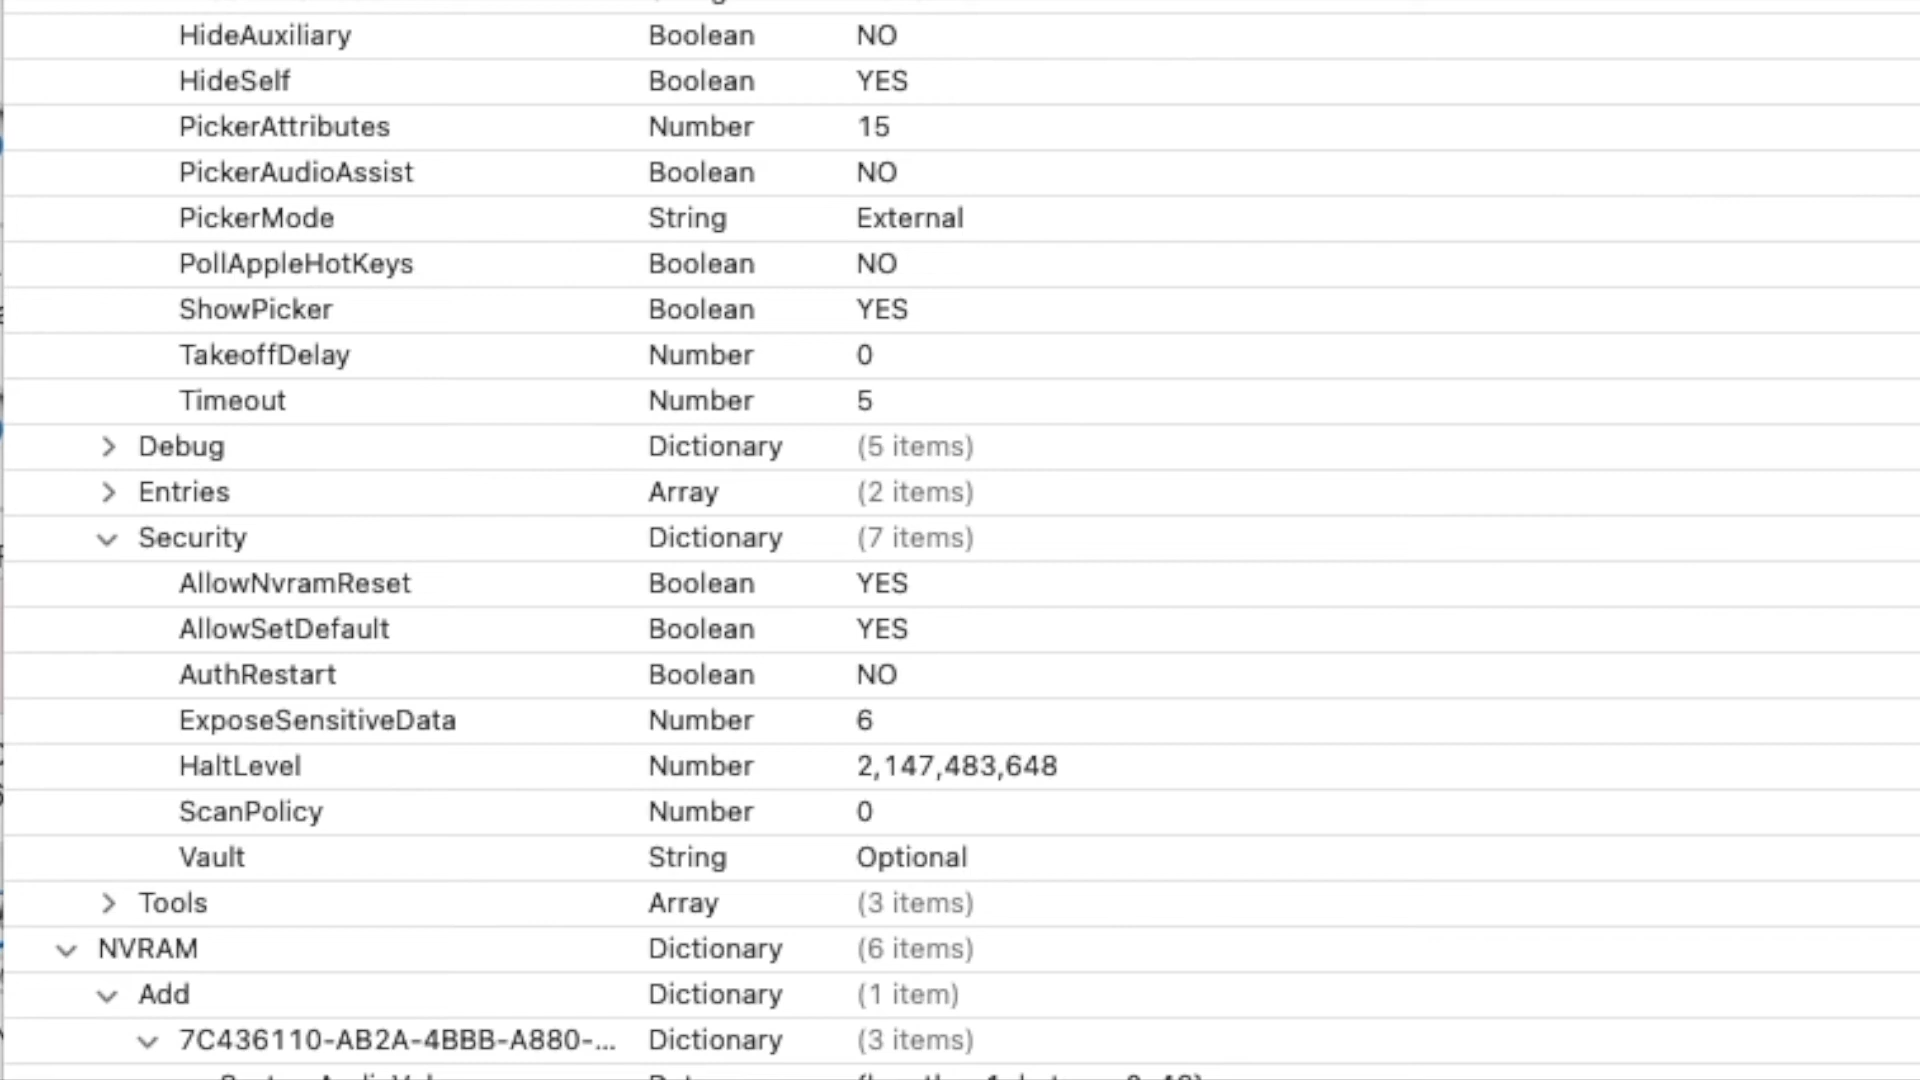 HideAuxiliary Boolean NO
HideSelf Boolean YES
PickerAttributes Number 15
PickerAudioAssist Boolean NO
PickerMode String External
PollAppleHotKeys Boolean NO
ShowPicker Boolean YES
TakeoffDelay Number 0
Timeout Number 5
Debug Dictionary (5 items)
Entries Array (2 items)
Security Dictionary (7 items)
AllowNvramReset Boolean YES
AllowSetDefault Boolean YES
AuthRestart Boolean NO
ExposeSensitiveData Number 6
HaltLevel Number 2,147,483,648
ScanPolicy Number 0
Vault String Optional
Tools Array (3 items)
NVRAM Dictionary (6 items)
Add Dictionary (1 item)
7C436110-AB2A-4BBB-A880-... Dictionary (3 items)